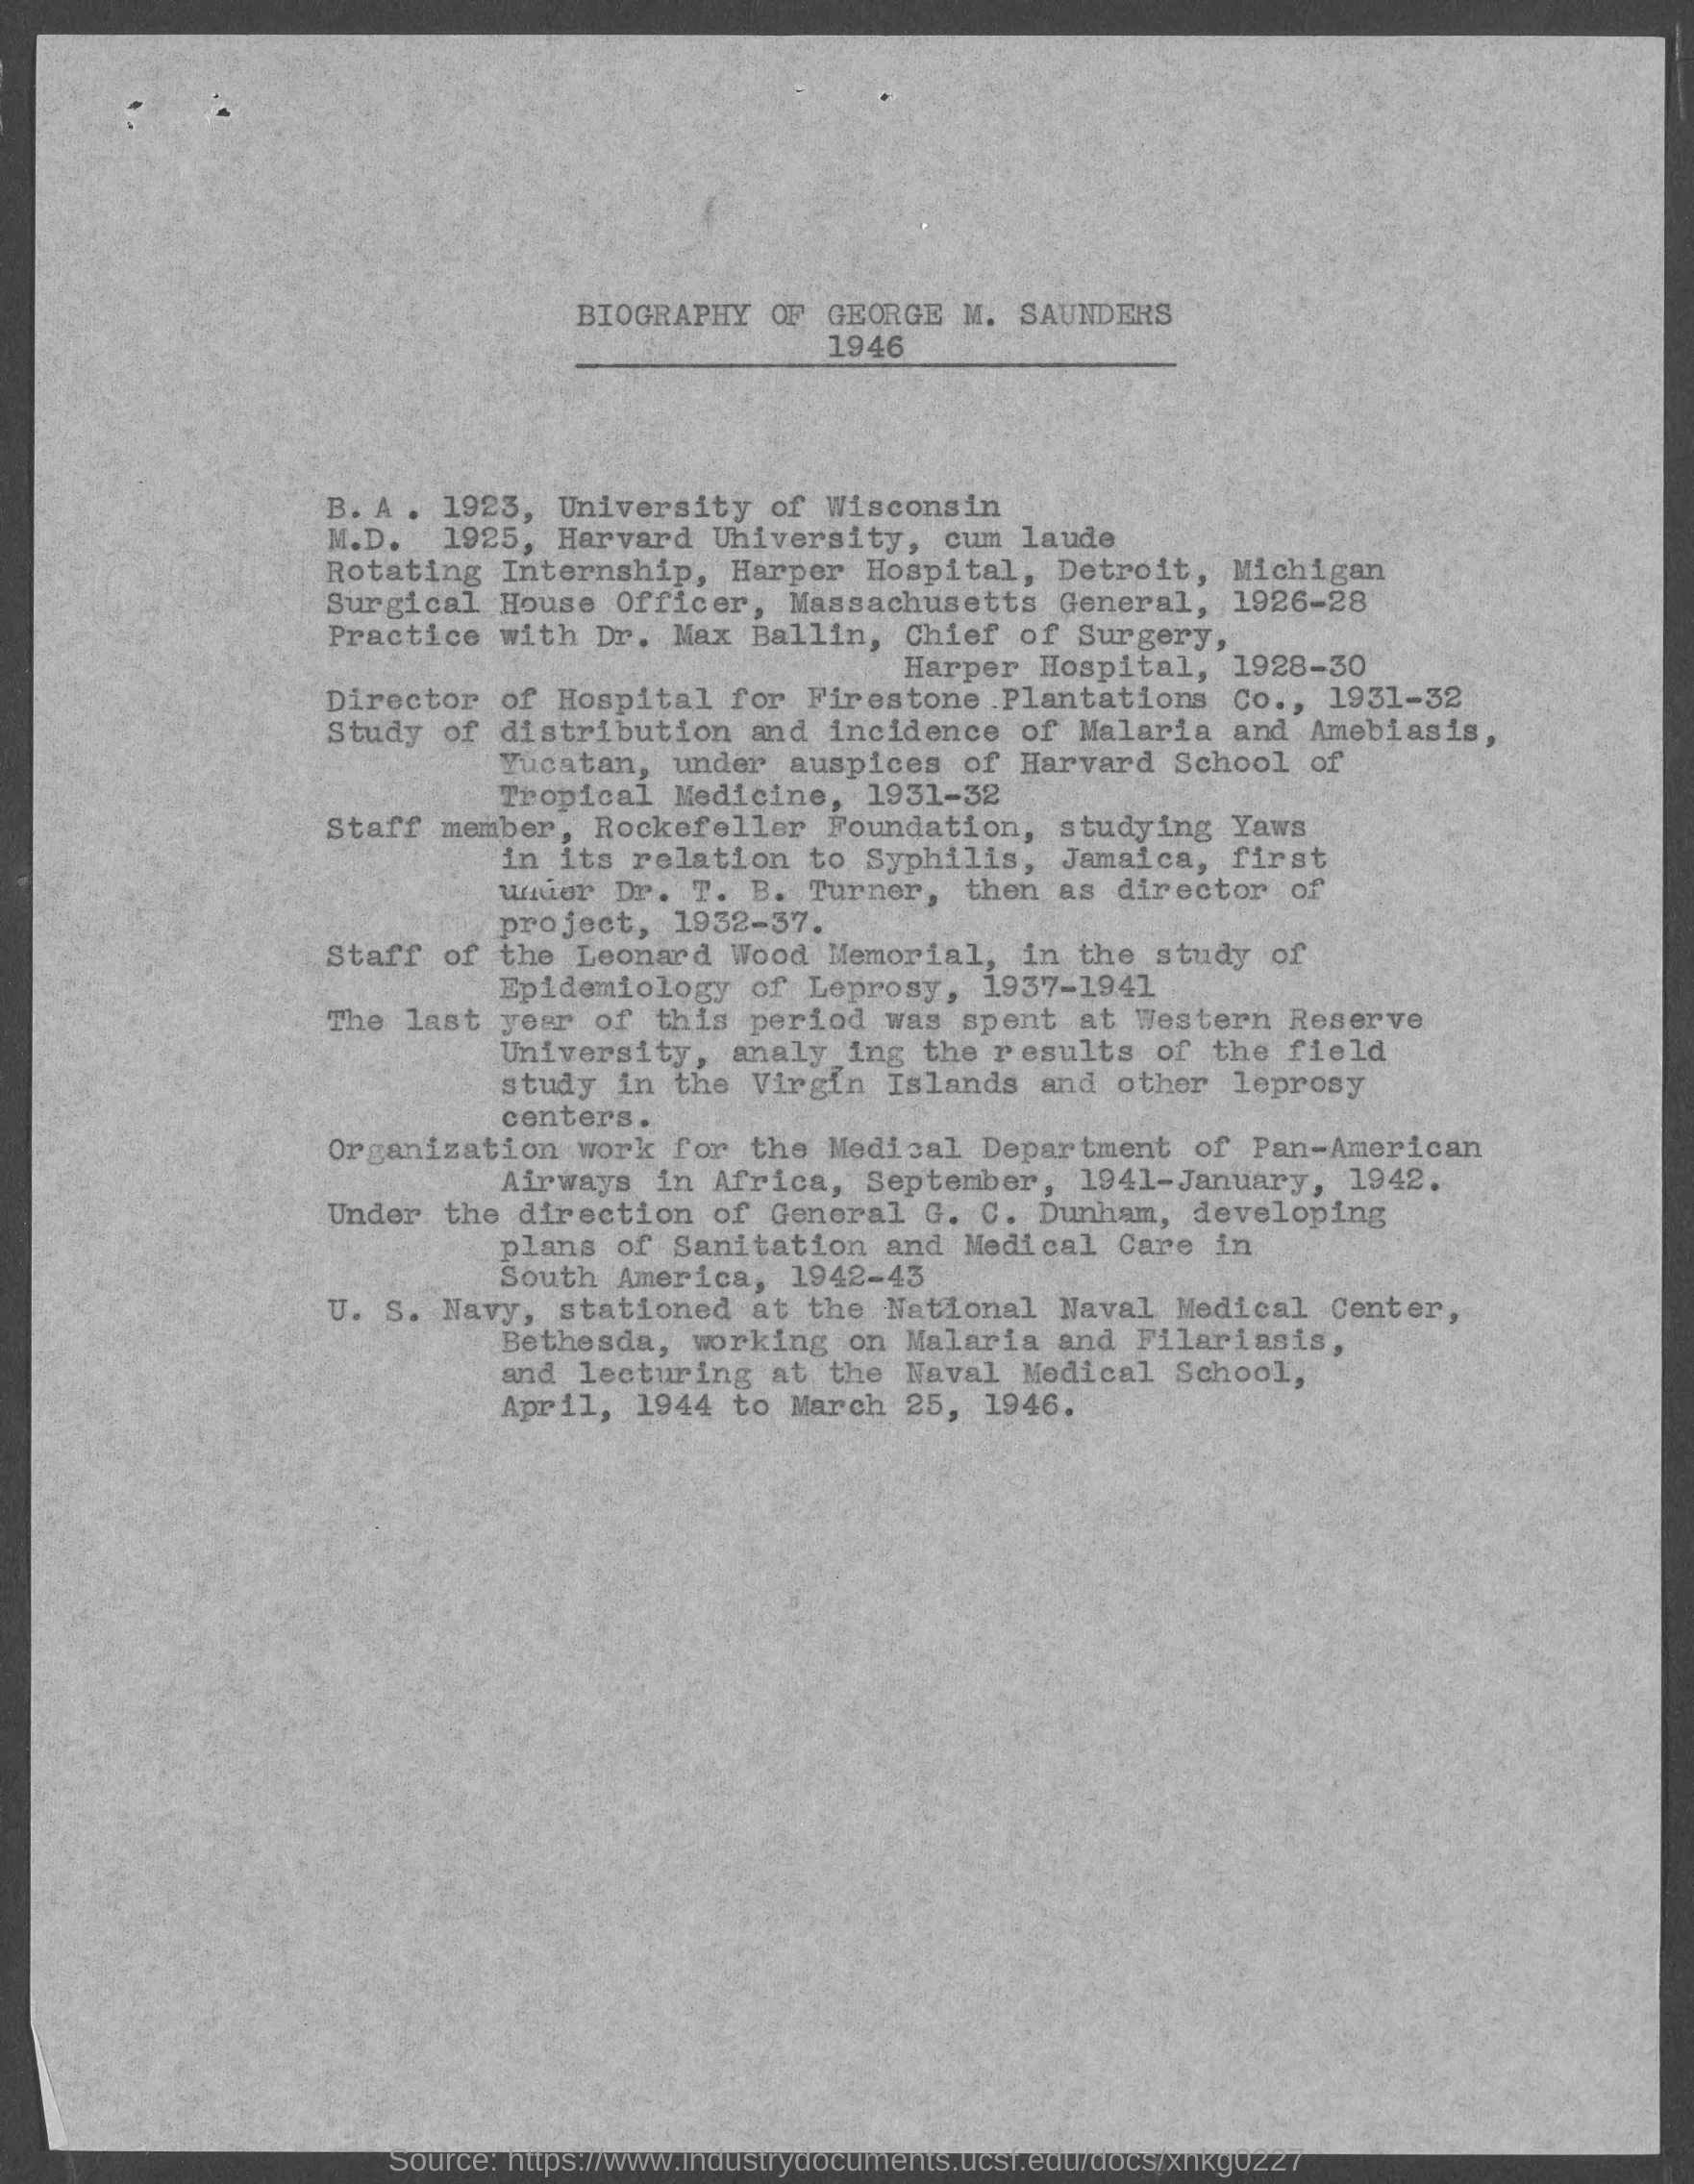 BIOGRAPHY OF GEORGE M. SAUNDERS
1946
B. A . 1923, University of Wisconsin
M.D. 1925, Harvard University, cum laude
Rotating Internship, Harper Hospital, Detroit, Michigan
Surgical House Officer, Massachusetts General, 1926-28
Practice with Dr. Max Ballin, Chief of Surgery,
Harper Hospital, 1928-30
Director of Hospital for Firestone Plantations Co., 1931-32
Study of distribution and incidence of Malaria and Amebiasis,
Yucatan, under auspices of Harvard School of
Tropical Medicine, 1931-32
Staff member, Rockefeller Foundation, studying Yaws
in its relation to Syphilis, Jamaica, first
under Dr. T. B. Turner, then as director of
project, 1932-37.
Staff of the Leonard Wood Memorial, in the study of
Epidemiology of Leprosy, 1937-1941
The last year of this period was spent at Western Reserve
University, analyzing the results of the field
study in the Virgin Islands and other leprosy
centers.
Organization work for the Medical Department of Pan-American
Airways in Africa, September, 1941-January, 1942.
Under the direction of General G. C. Dunham, developing
plans of Sanitation and Medical Care in
South America, 1942-43
U. S. Navy, stationed at the National Naval Medical Center,
Bethesda, working on Malaria and Filariasis,
and lecturing at the Naval Medical School,
April, 1944 to March 25, 1946.
Source: https://www.industrydocuments.ucsf.edu/docs/xnkg0227